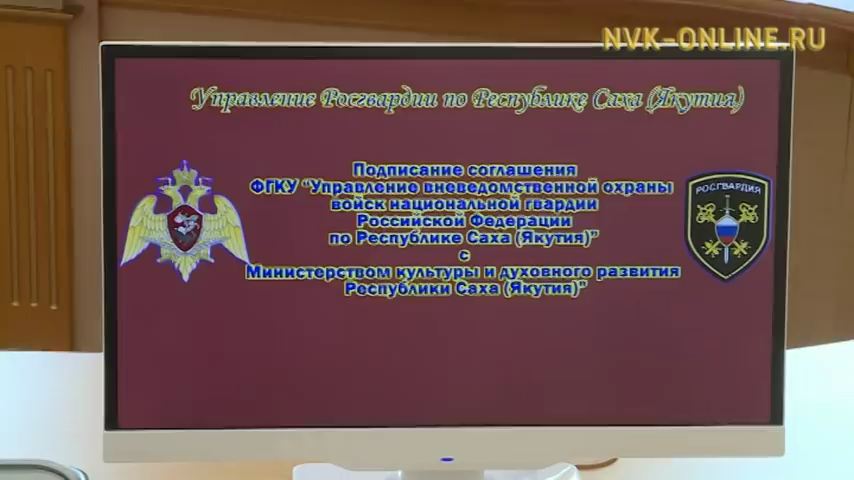 NVK-ONLINE.RU
Управление Росгвардии по Республике Саха (Якутия)
Подписание соглашения
ФГКУ "Управление вневедомственной охраны
войск национальной гвардии
Российской Федерации
по Республике Саха (Якутия)"
с
Министерством культуры и духовного развития
Республики Саха (Якутия)"
РОСГВАРДИЯ